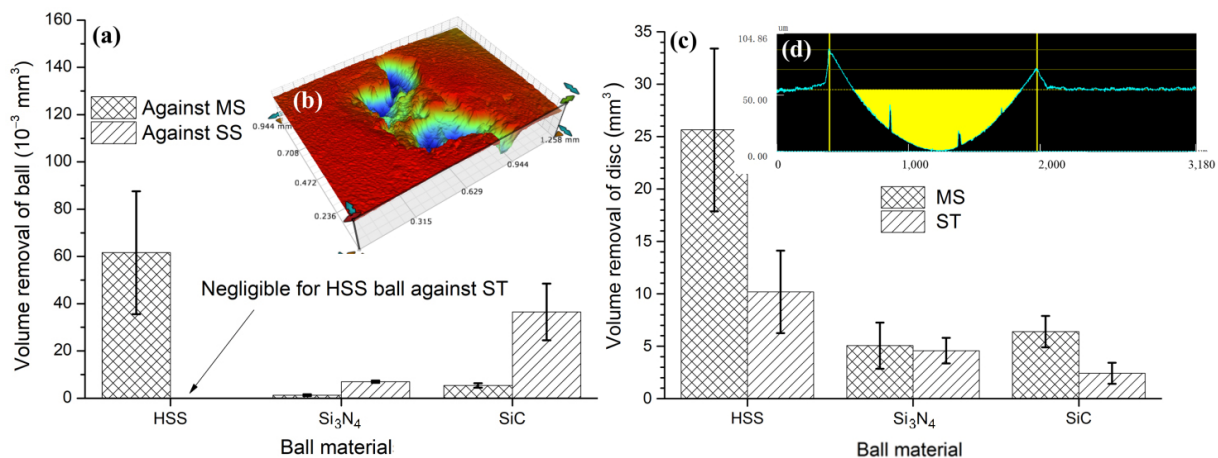 (a)
160
140
120
100
80
60
40
20
0
Volume removal of ball (10⁻³ mm³)
Against MS
Against SS
(b)
0.944 mm
0.708
0.472
0.236
0.315
0.629
0.944
1.258 mm
Negligible for HSS ball against ST
HSS
Si₃N₄
SiC
Ball material
(c)
35
30
25
20
15
10
5
0
Volume removal of disc (mm³)
(d)
um
104.86
50.00
0.00
0
1,000
2,000
3,180
MS
ST
HSS
Si₃N₄
SiC
Ball material